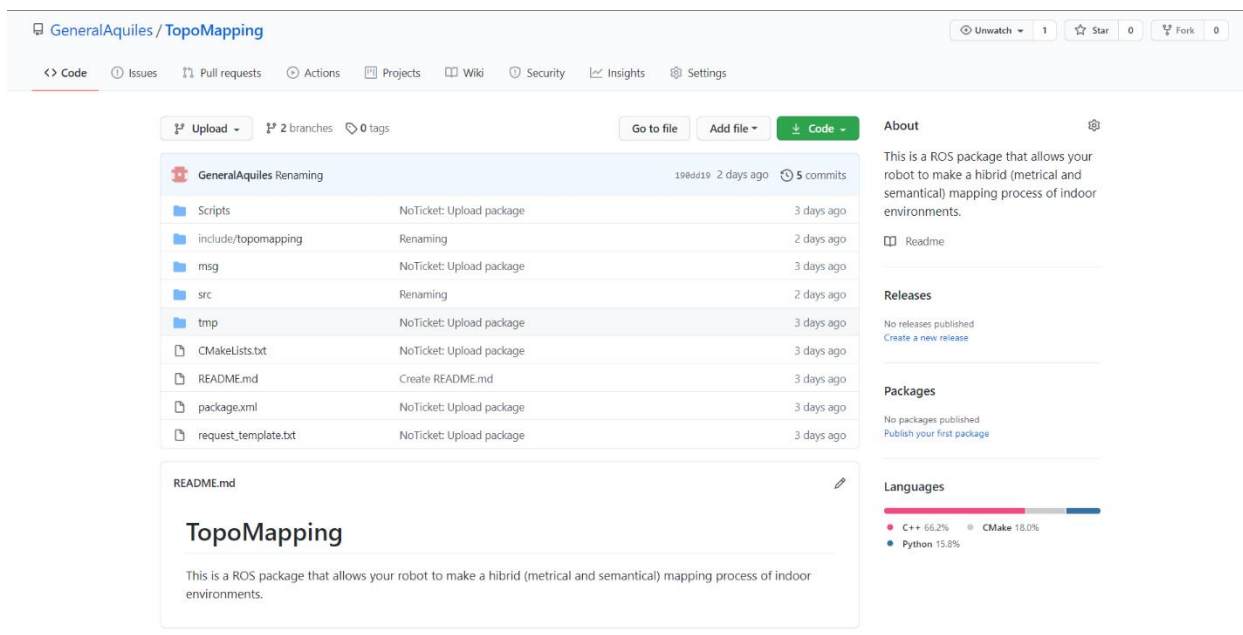 GeneralAquiles / TopoMapping
Unwatch 1 Star 0 Fork 0
Code Issues Pull requests Actions Projects Wiki Security Insights Settings
Upload 2 branches 0 tags Go to file Add file Code
GeneralAquiles Renaming 190dd19 2 days ago 5 commits
Scripts NoTicket: Upload package 3 days ago
include/topomapping Renaming 2 days ago
msg NoTicket: Upload package 3 days ago
src Renaming 2 days ago
tmp NoTicket: Upload package 3 days ago
CMakeLists.txt NoTicket: Upload package 3 days ago
README.md Create README.md 3 days ago
package.xml NoTicket: Upload package 3 days ago
request_template.txt NoTicket: Upload package 3 days ago
README.md
TopoMapping
This is a ROS package that allows your robot to make a hibrid (metrical and semantical) mapping process of indoor
environments.
About
This is a ROS package that allows your
robot to make a hibrid (metrical and
semantical) mapping process of indoor
environments.
Readme
Releases
No releases published
Create a new release
Packages
No packages published
Publish your first package
Languages
C++ 66.2% CMake 18.0%
Python 15.8%